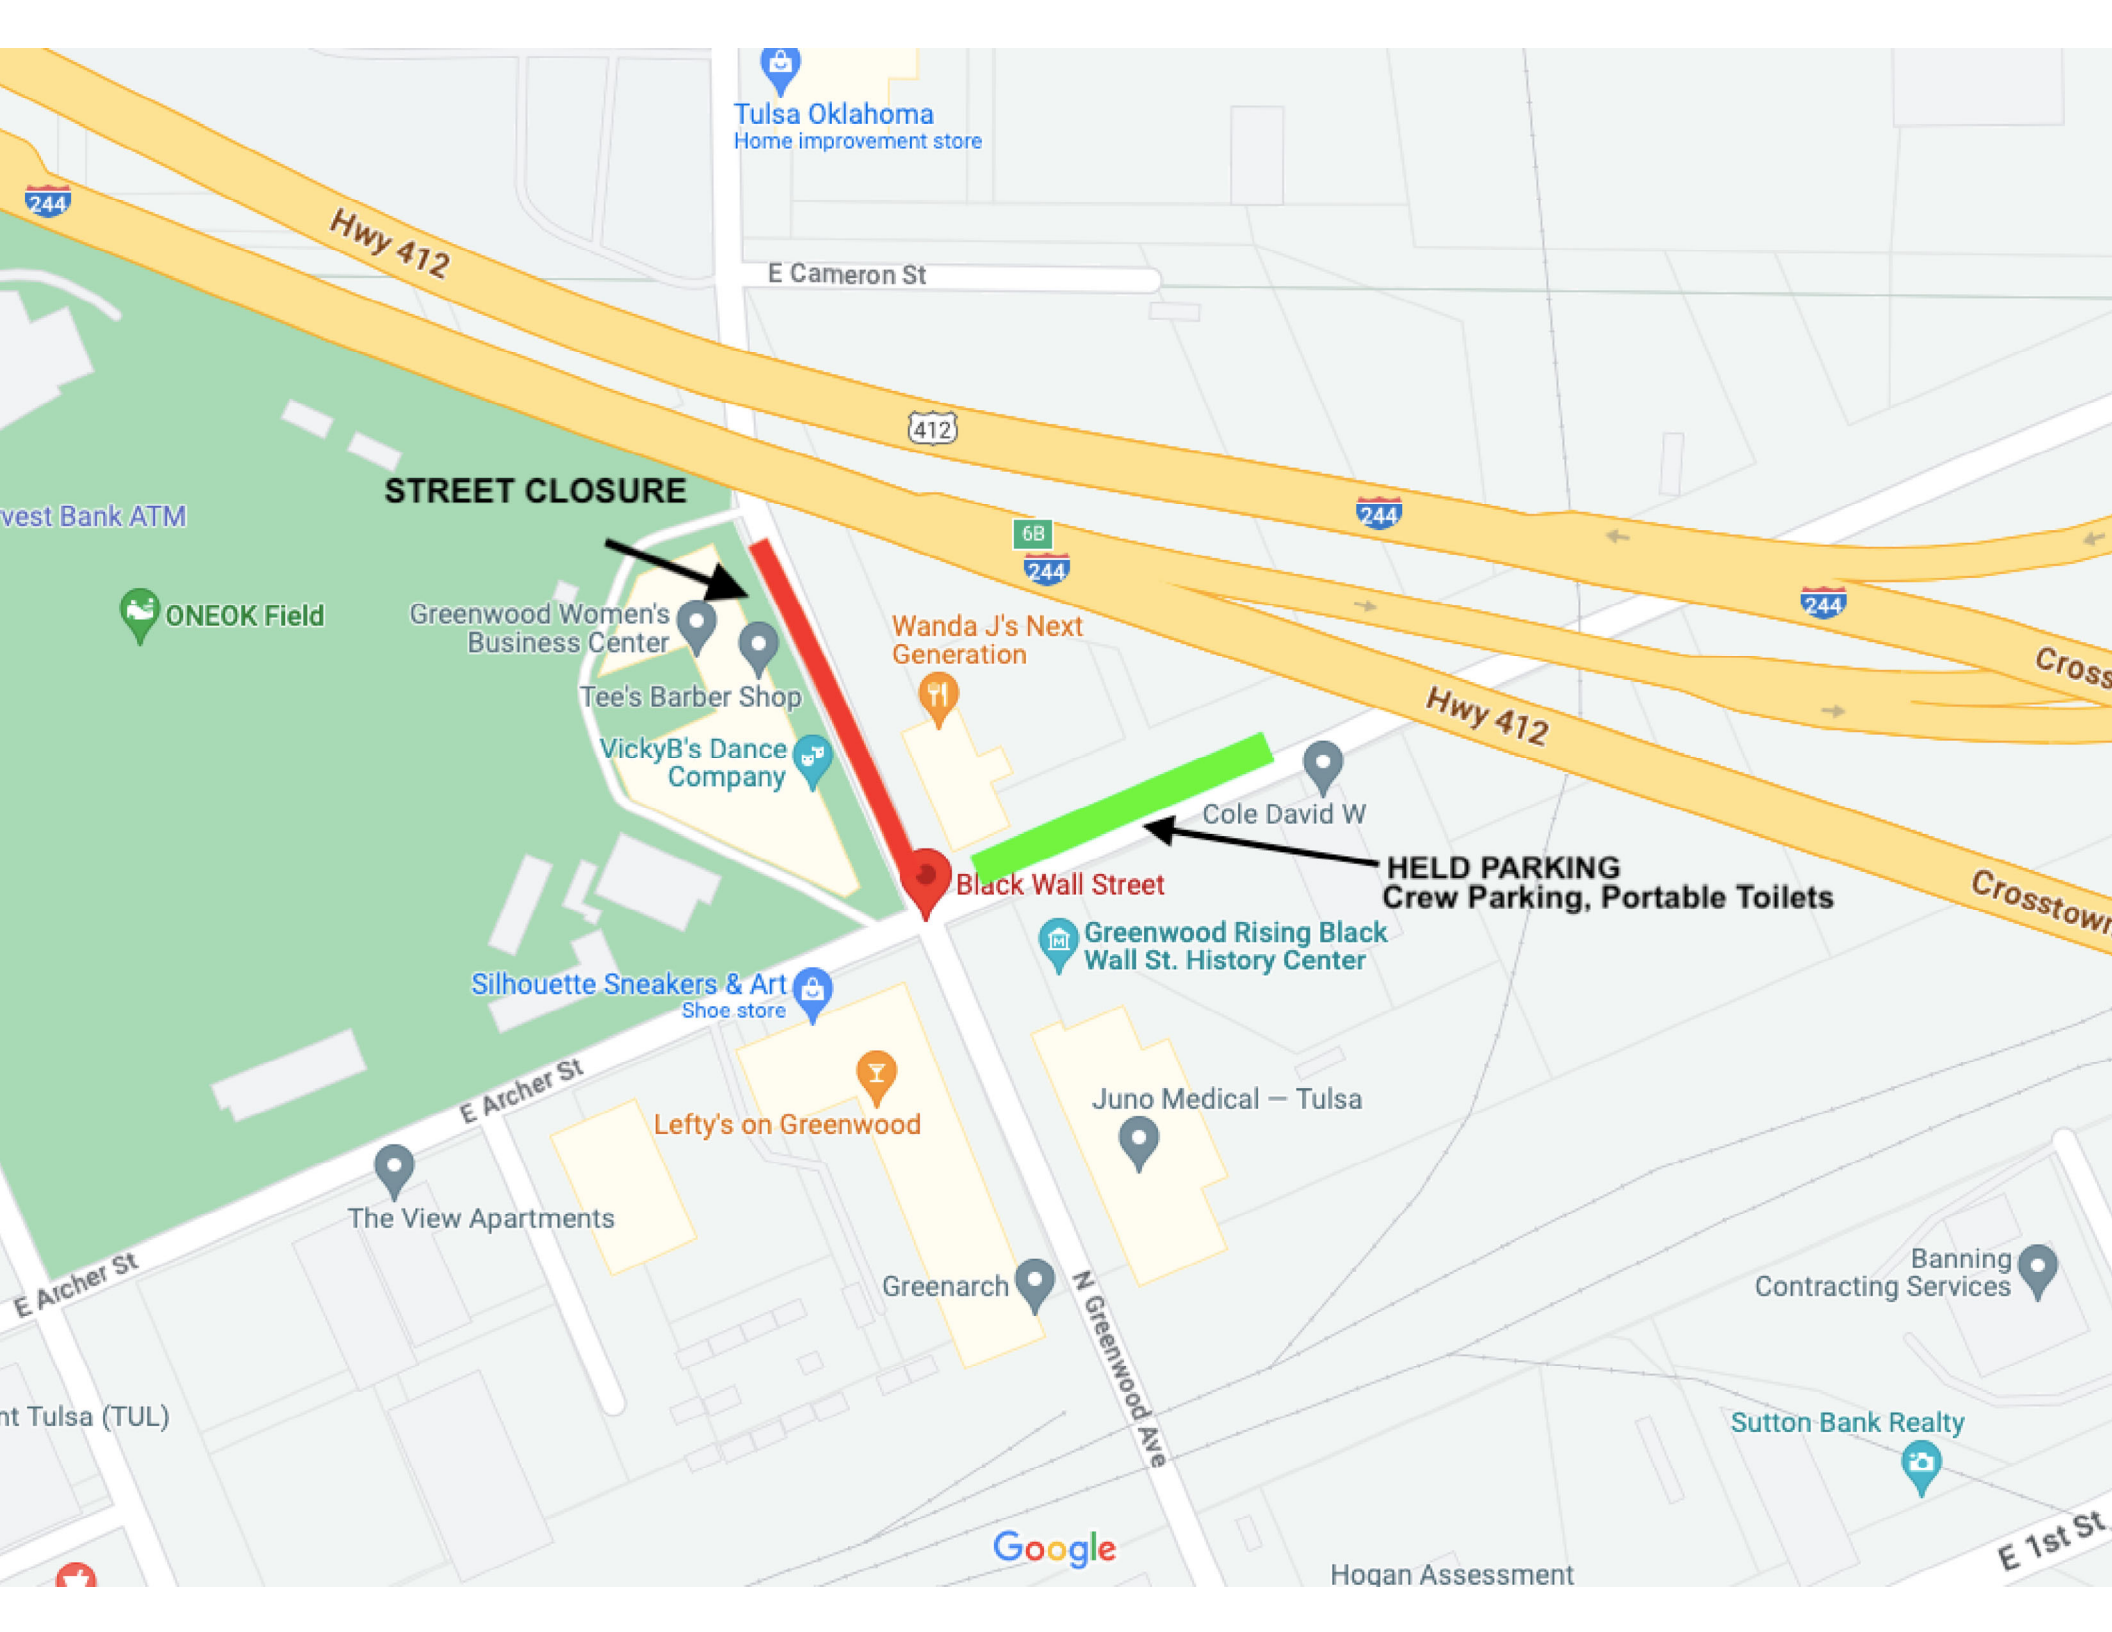 Tulsa Oklahoma
Home improvement store
244
Hwy 412
E Cameron St
412
STREET CLOSURE
244
vest Bank ATM
6B
244
244
ONEOK Field
Greenwood Women's
Business Center
Wanda J's Next
Generation
Cross
Tee's Barber Shop
Hwy 412
VickyB's Dance
Company
Cole David W
HELD PARKING
Crew Parking, Portable Toilets
Black Wall Street
Crosstown
Greenwood Rising Black
Wall St. History Center
Silhouette Sneakers & Art
Shoe store
E Archer St
Juno Medical — Tulsa
Lefty's on Greenwood
The View Apartments
E Archer St
Greenarch
N Greenwood Ave
Banning
Contracting Services
nt Tulsa (TUL)
Sutton Bank Realty
Google
E 1st St
Hogan Assessment